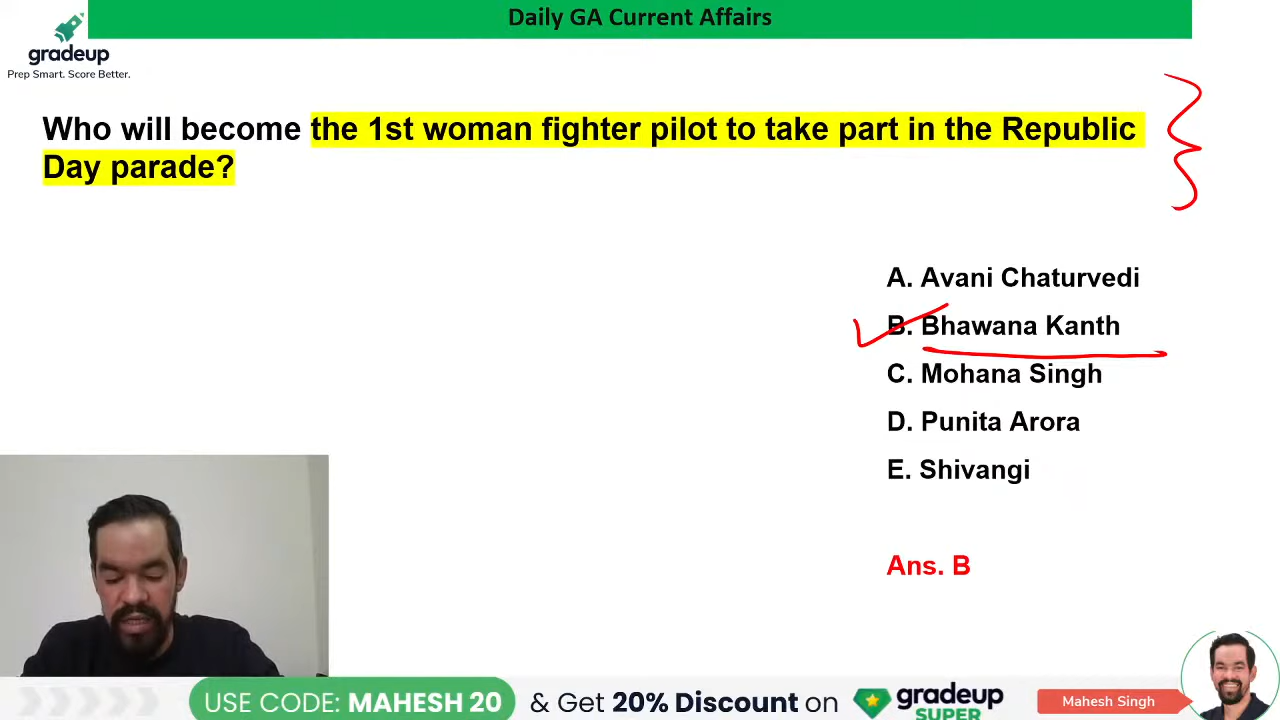 Daily GA Current Affairs
gradeup
Prep Smart. Score Better.
Who will become the 1st woman fighter pilot to take part in the Republic
Day parade?
A. Avani Chaturvedi
B. Bhawana Kanth
C. Mohana Singh
D. Punita Arora
E. Shivangi
Ans. B
USE CODE: MAHESH 20 & Get 20% Discount on gradeup SUPER
Mahesh Singh